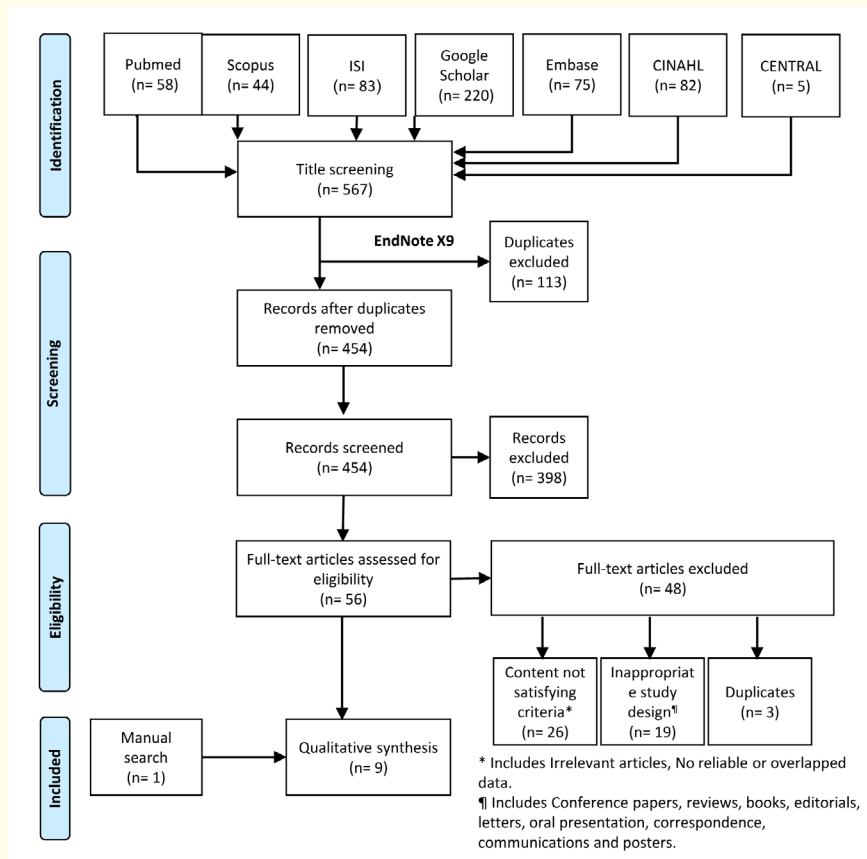 Identification
Pubmed
(n= 58)
Scopus
(n= 44)
ISI
(n= 83)
Google
Scholar
(n= 220)
Embase
(n= 75)
CINAHL
(n= 82)
CENTRAL
(n= 5)
Title screening
(n= 567)
EndNote X9
Duplicates
excluded
(n= 113)
Screening
Records after duplicates
removed
(n= 454)
Records screened
(n= 454)
Records
excluded
(n= 398)
Eligibility
Full-text articles assessed for
eligibility
(n= 56)
Full-text articles excluded
(n= 48)
Content not
satisfying
criteria*
(n= 26)
Inappropriat
e study
design¶
(n= 19)
Duplicates
(n= 3)
Included
Manual
search
(n= 1)
Qualitative synthesis
(n= 9)
* Includes Irrelevant articles, No reliable or overlapped
data.
¶ Includes Conference papers, reviews, books, editorials,
letters, oral presentation, correspondence,
communications and posters.